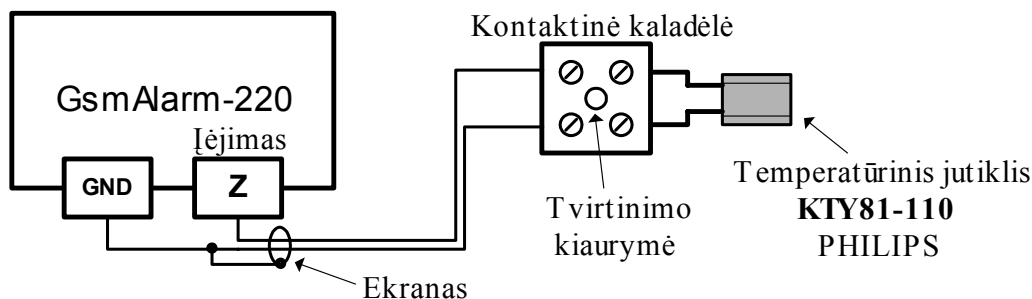 Kontaktinė kaladėlė
GsmAlarm-220
Įėjimas
GND
Z
Temperatūrinis jutiklis
KTY81-110
PHILIPS
Tvirtinimo
kiaurymė
Ekranas